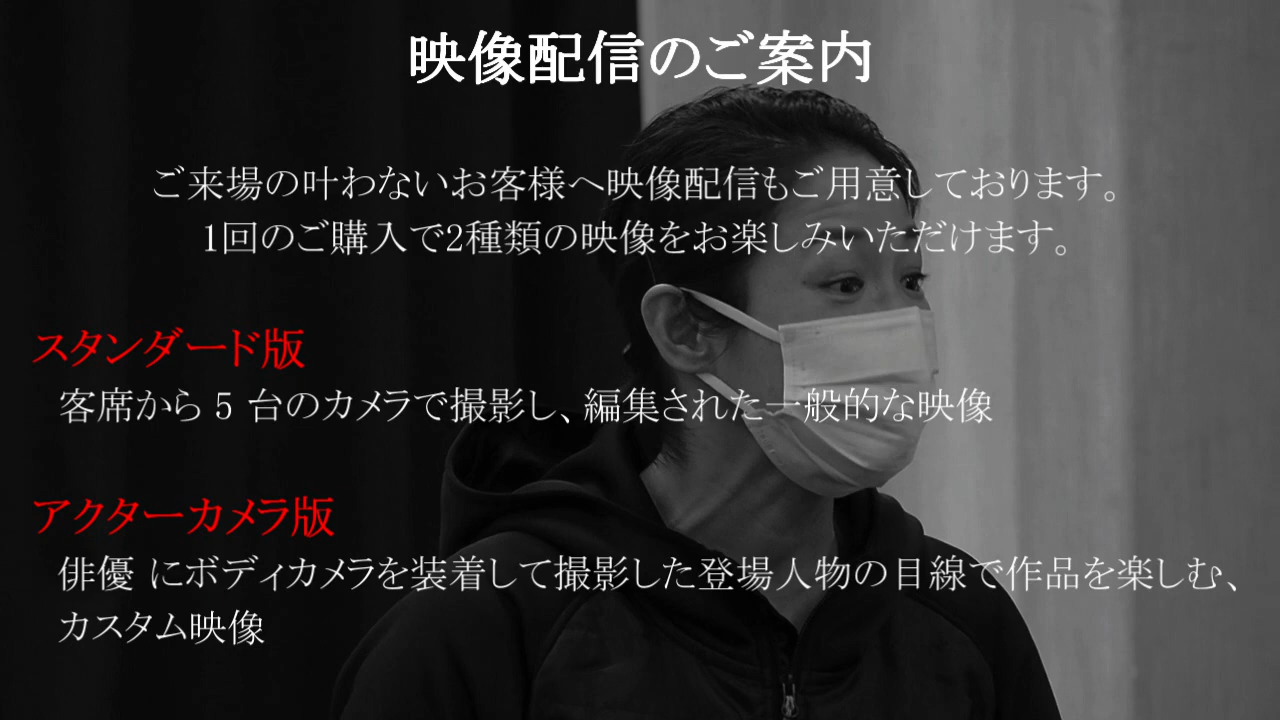 映像配信のご案内
ご来場の叶わないお客様へ映像配信もご用意しております。
1回のご購入で2種類の映像をお楽しみいただけます。
スタンダード版
客席から 5 台のカメラで撮影し、編集された一般的な映像
アクターカメラ版
俳優 にボディカメラを装着して撮影した登場人物の目線で作品を楽しむ、
カスタム映像